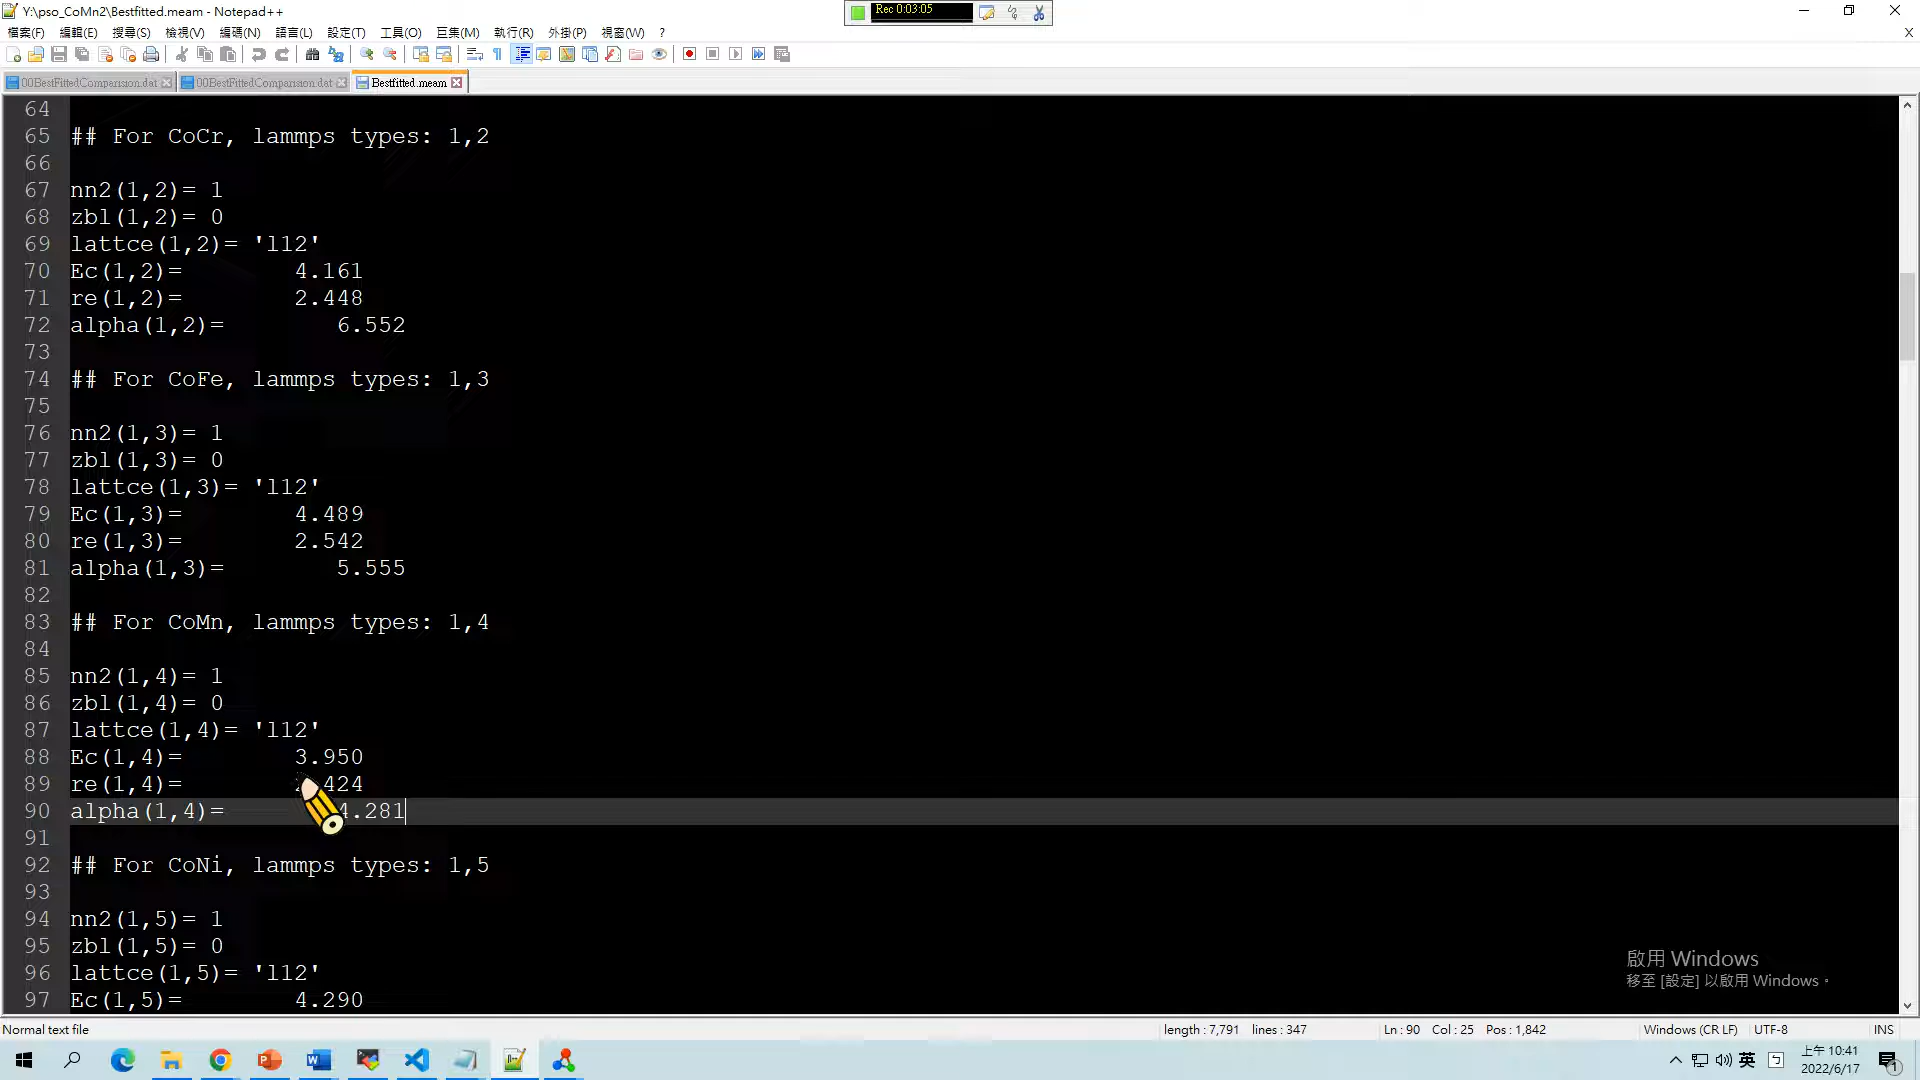 Y:\pso_CoMn2\Bestfitted.meam - Notepad++
Rec 0:03:05
檔案(F) 編輯(E) 搜尋(S) 檢視(V) 編碼(N) 語言(L) 設定(T) 工具(O) 巨集(M) 執行(R) 外掛(P) 視窗(W) ? X
00BestFittedComparision.dat 00BestFittedComparision.dat Bestfitted.meam
64
65 ## For CoCr, lammps types: 1,2
66
67 nn2(1,2)= 1
68 zbl(1,2)= 0
69 lattce(1,2)= 'l12'
70 Ec(1,2)= 4.161
71 re(1,2)= 2.448
72 alpha(1,2)= 6.552
73
74 ## For CoFe, lammps types: 1,3
75
76 nn2(1,3)= 1
77 zbl(1,3)= 0
78 lattce(1,3)= 'l12'
79 Ec(1,3)= 4.489
80 re(1,3)= 2.542
81 alpha(1,3)= 5.555
82
83 ## For CoMn, lammps types: 1,4
84
85 nn2(1,4)= 1
86 zbl(1,4)= 0
87 lattce(1,4)= 'l12'
88 Ec(1,4)= 3.950
89 re(1,4)= .424
90 alpha(1,4)= 4.281
91
92 ## For CoNi, lammps types: 1,5
93
94 nn2(1,5)= 1
95 zbl(1,5)= 0
96 lattce(1,5)= 'l12'
97 Ec(1,5)= 4.290
啟用 Windows
移至 [設定] 以啟用 Windows。
Normal text file length : 7,791 lines : 347 Ln : 90 Col : 25 Pos : 1,842 Windows (CR LF) UTF-8 INS
英 上午 10:41
2022/6/17 1